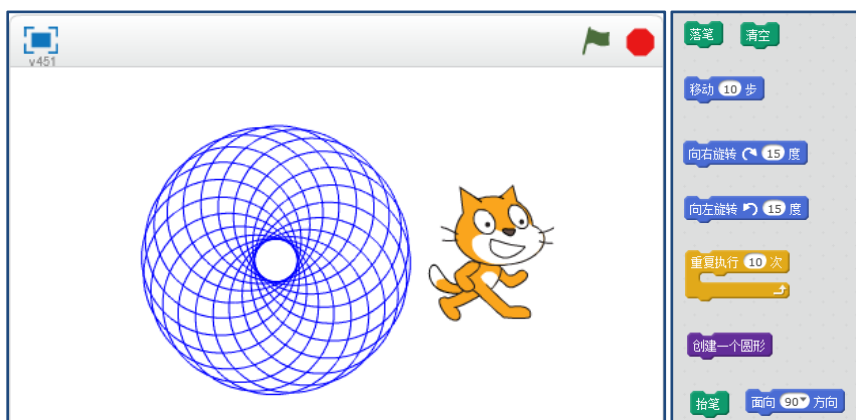 v451
落笔 清空
移动 10 步
向右旋转 15 度
向左旋转 15 度
重复执行 10 次
创建一个圆形
抬笔 面向 90 方向